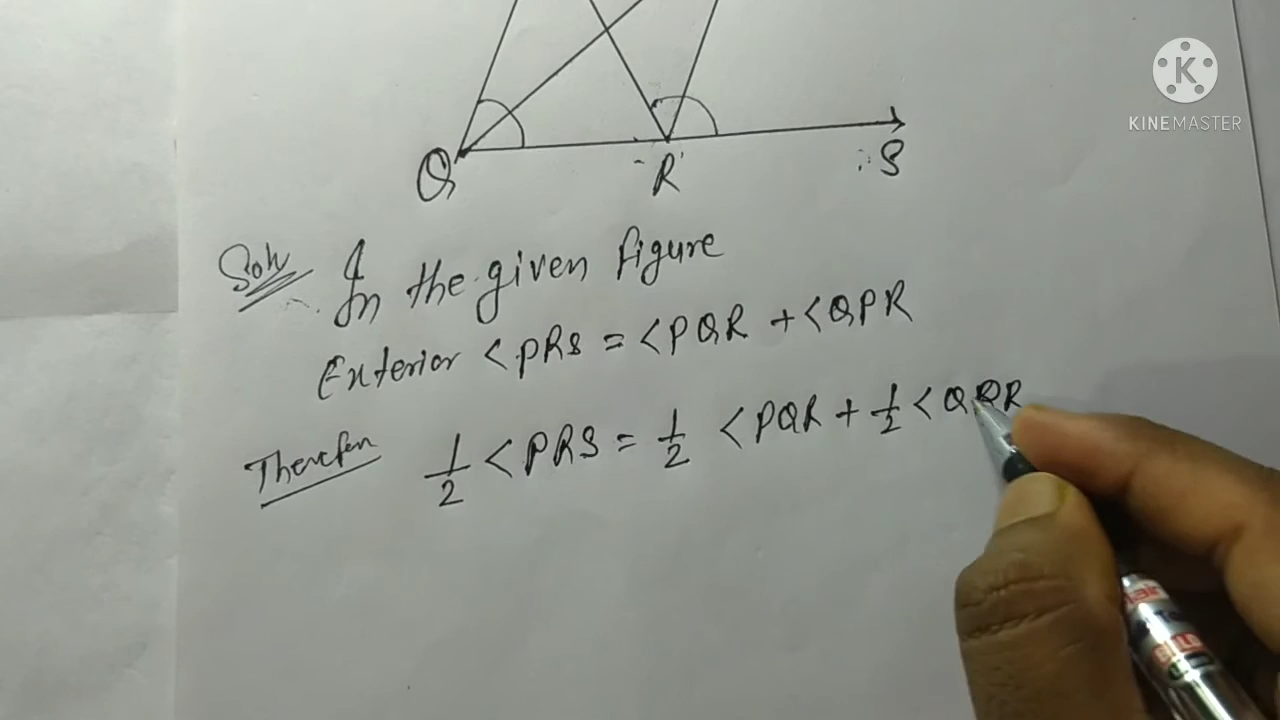 K
KINEMASTER
Q R S
Soln In the given figure
Exterior <PRS = <PQR + <QPR
Therefore 1/2 <PRS = 1/2 <PQR + 1/2 <QPR